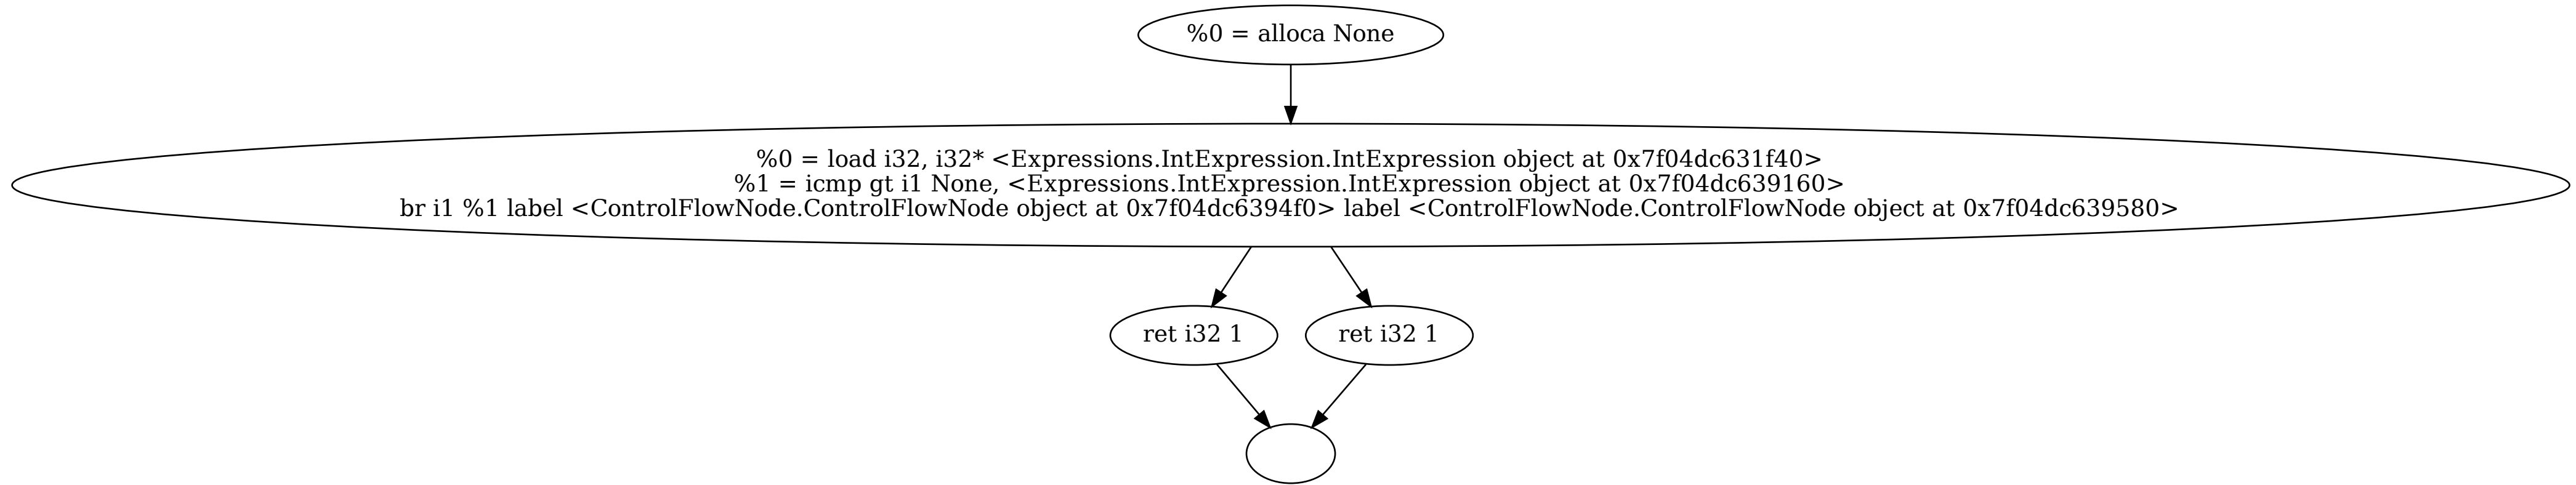 %0 = alloca None
%0 = load i32, i32* <Expressions.IntExpression.IntExpression object at 0x7f04dc631f40>
%1 = icmp gt i1 None, <Expressions.IntExpression.IntExpression object at 0x7f04dc639160>
br i1 %1 label <ControlFlowNode.ControlFlowNode object at 0x7f04dc6394f0> label <ControlFlowNode.ControlFlowNode object at 0x7f04dc639580>
ret i32 1
ret i32 1